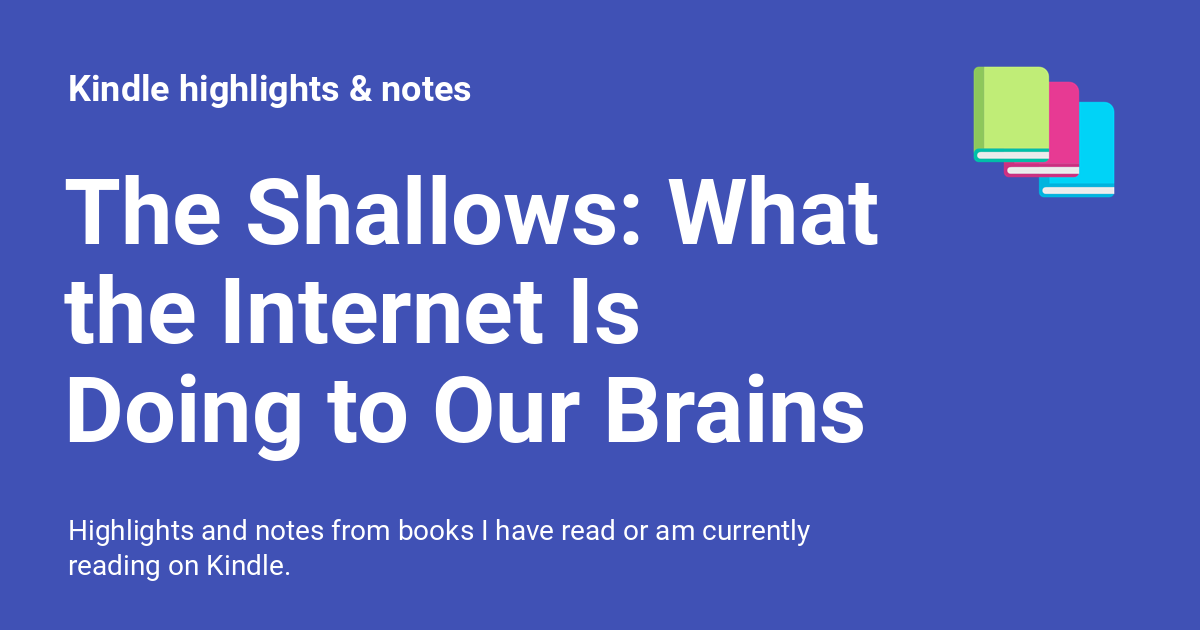 Kindle highlights & notes
The Shallows: What
the Internet Is
Doing to Our Brains
Highlights and notes from books I have read or am currently
reading on Kindle.